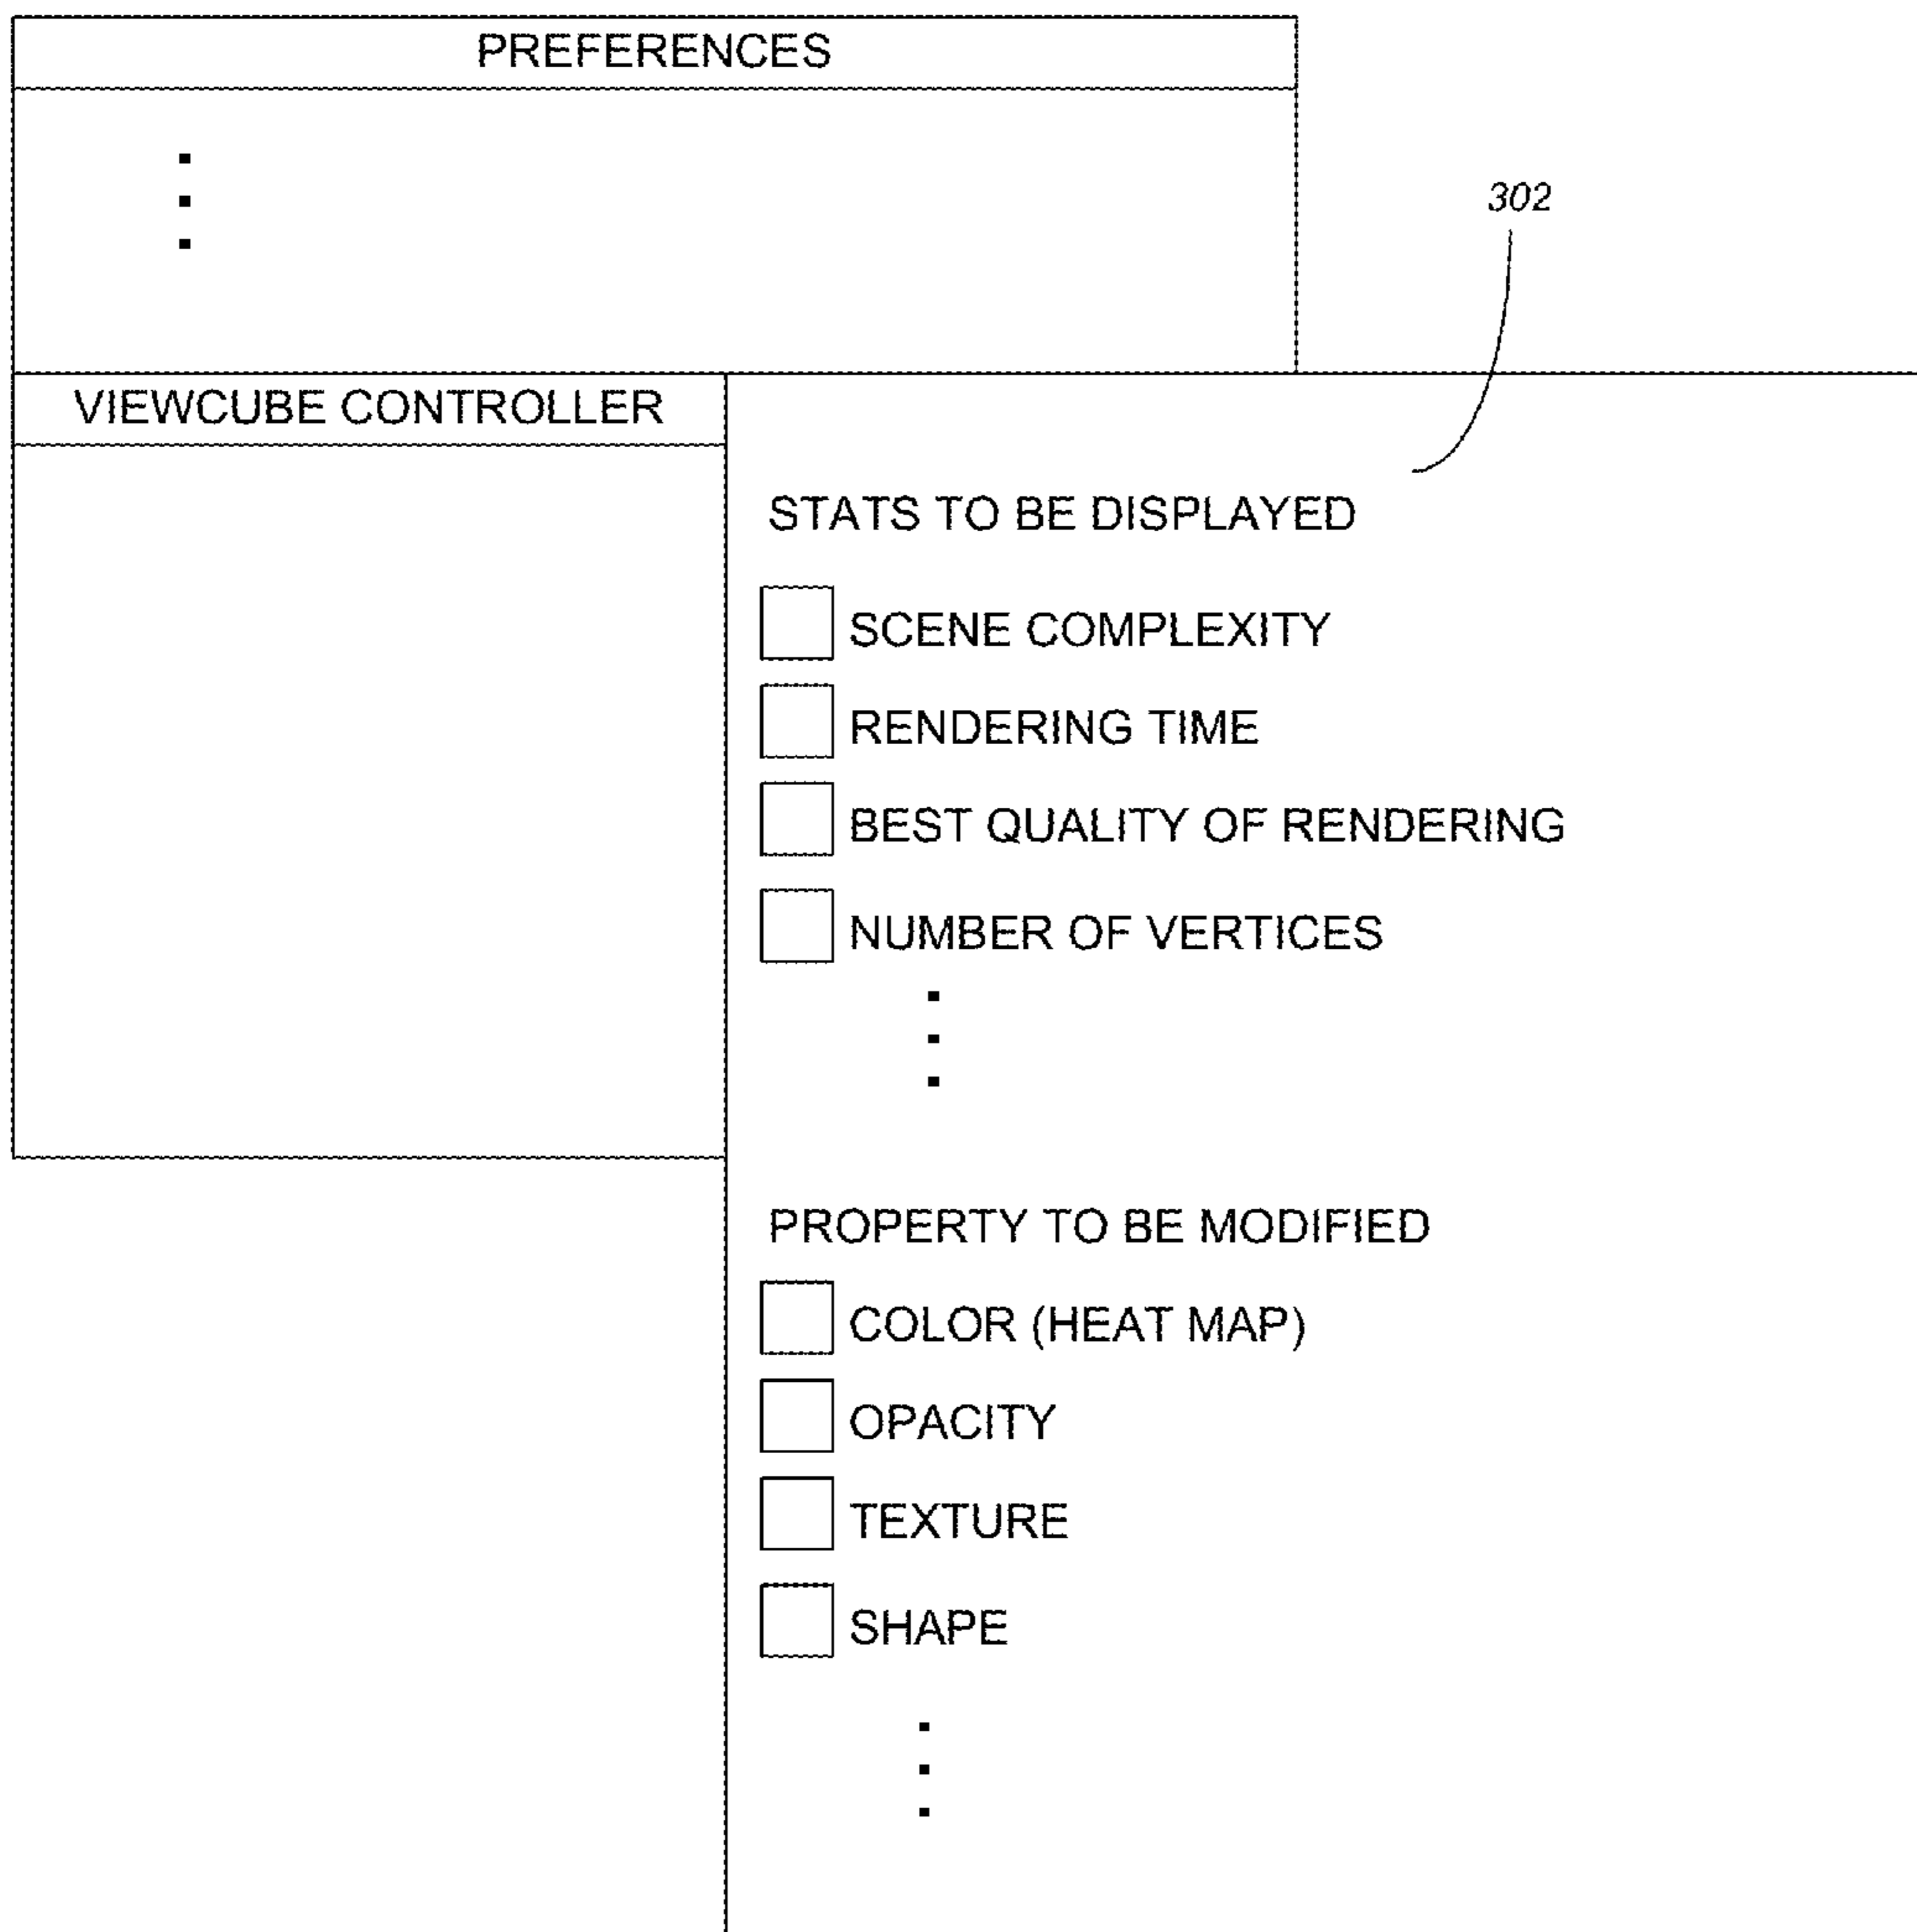 PREFERENCES
302
VIEWCUBE CONTROLLER
STATS TO BE DISPLAYED
SCENE COMPLEXITY
RENDERING TIME
BEST QUALITY OF RENDERING
NUMBER OF VERTICES
PROPERTY TO BE MODIFIED
COLOR (HEAT MAP)
OPACITY
TEXTURE
SHAPE